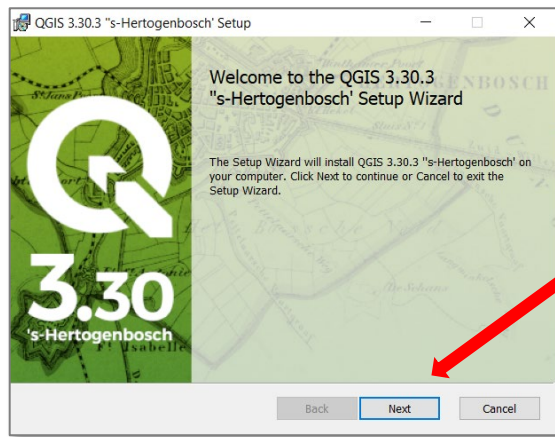 QGIS 3.30.3 ''s-Hertogenbosch' Setup
Welcome to the QGIS 3.30.3
''s-Hertogenbosch' Setup Wizard
The Setup Wizard will install QGIS 3.30.3 ''s-Hertogenbosch' on
your computer. Click Next to continue or Cancel to exit the
Setup Wizard.
3.30
's-Hertogenbosch
Isabelle
Back
Next
Cancel